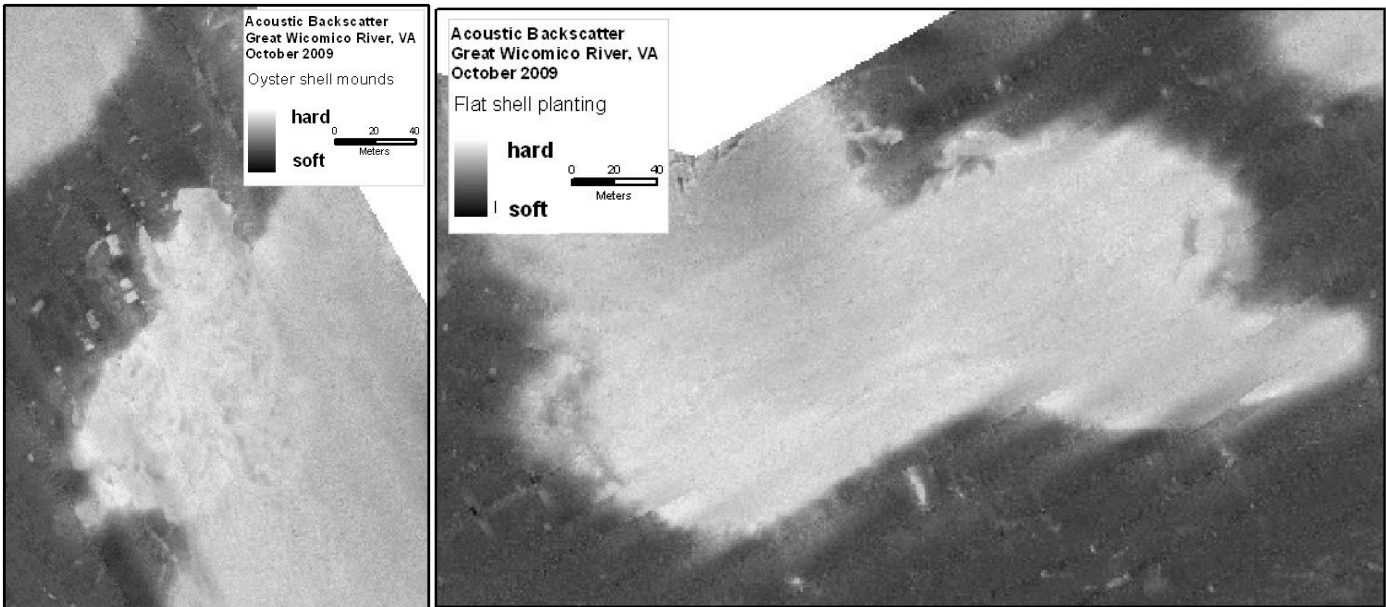 Acoustic Backscatter
Great Wicomico River, VA
October 2009
Oyster shell mounds
hard
soft
0 20 40
Meters
Acoustic Backscatter
Great Wicomico River, VA
October 2009
Flat shell planting
hard
soft
0 20 40
Meters